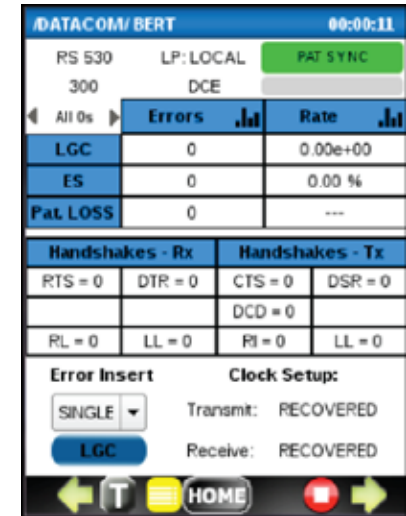 /DATACOM/ BERT 00:00:11
RS 530 LP: LOCAL PAT SYNC
300 DCE
All 0s Errors Rate
LGC 0 0.00e+00
ES 0 0.00 %
Pat. LOSS 0 ---
Handshakes - Rx Handshakes - Tx
RTS = 0 DTR = 0 CTS = 0 DSR = 0
DCD = 0
RL = 0 LL = 0 RI = 0 LL = 0
Error Insert Clock Setup:
SINGLE Transmit: RECOVERED
LGC Receive: RECOVERED
T HOME